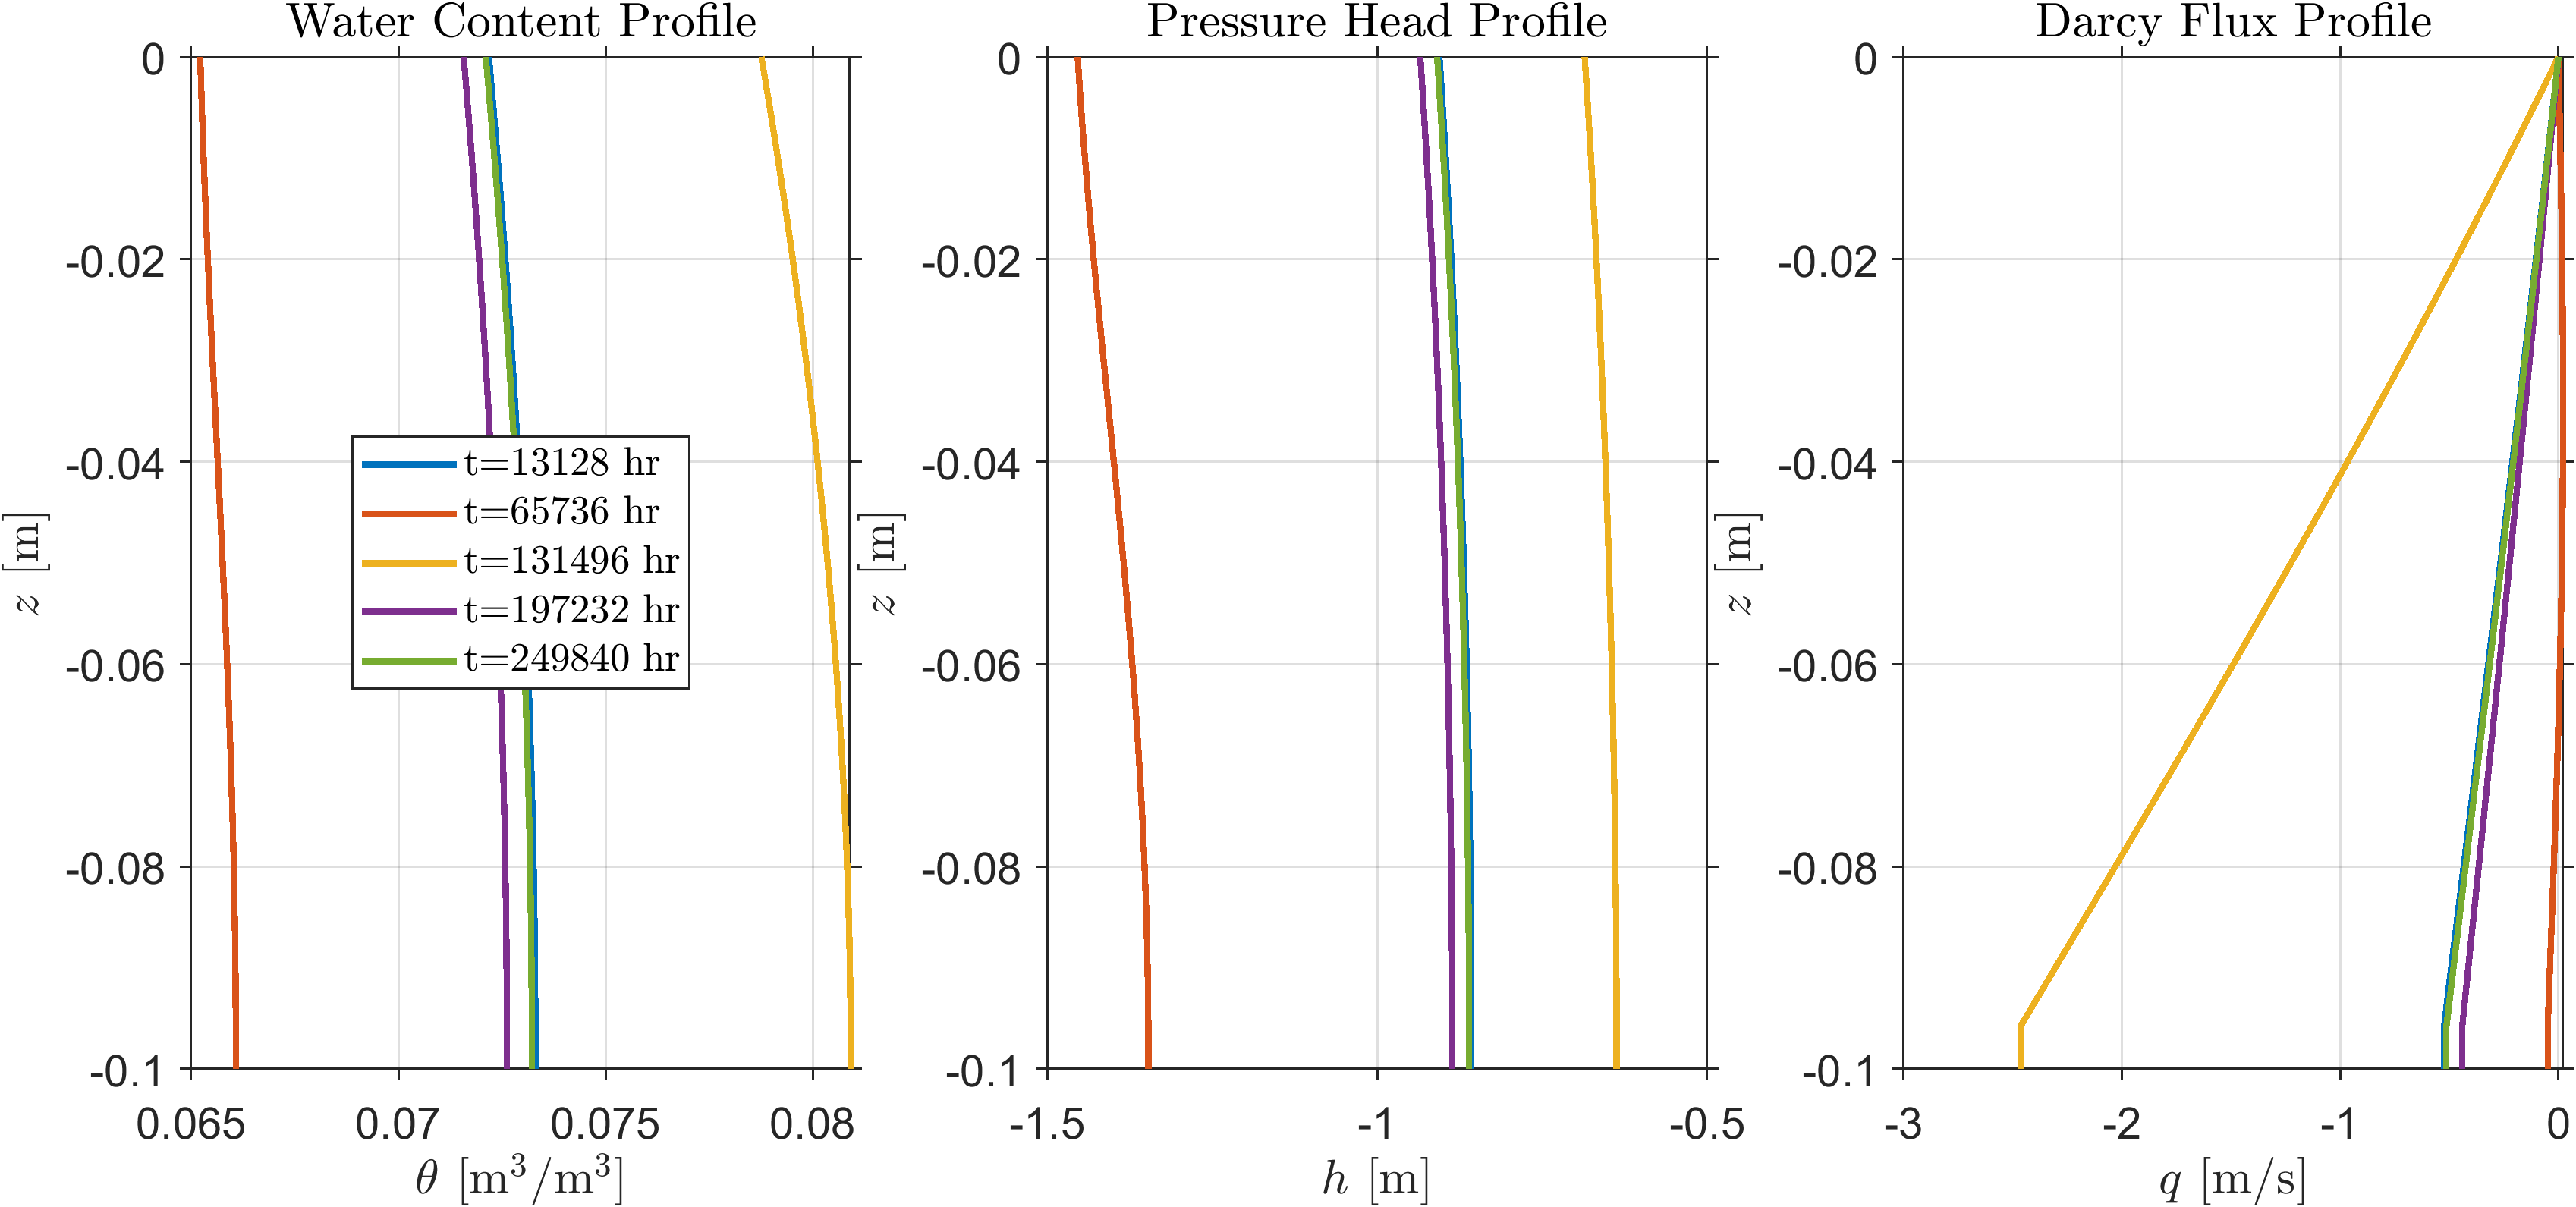 Water Content Profile
0
-0.02
-0.04
-0.06
-0.08
-0.1
0.065 0.07 0.075 0.08
z [m]
θ [m³/m³]
t=13128 hr
t=65736 hr
t=131496 hr
t=197232 hr
t=249840 hr
Pressure Head Profile
0
-0.02
-0.04
-0.06
-0.08
-0.1
-1.5 -1 -0.5
z [m]
h [m]
Darcy Flux Profile
0
-0.02
-0.04
-0.06
-0.08
-0.1
-3 -2 -1 0
z [m]
q [m/s]